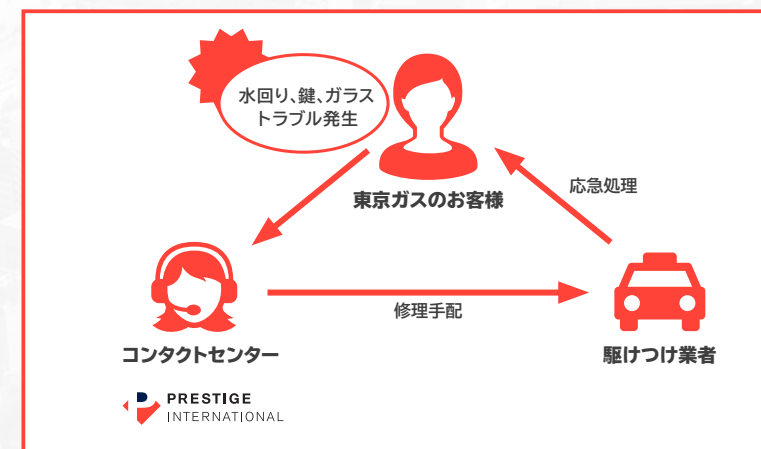 水回り、鍵、ガラス
トラブル発生
東京ガスのお客様
応急処理
修理手配
コンタクトセンター
駆けつけ業者
PRESTIGE
INTERNATIONAL